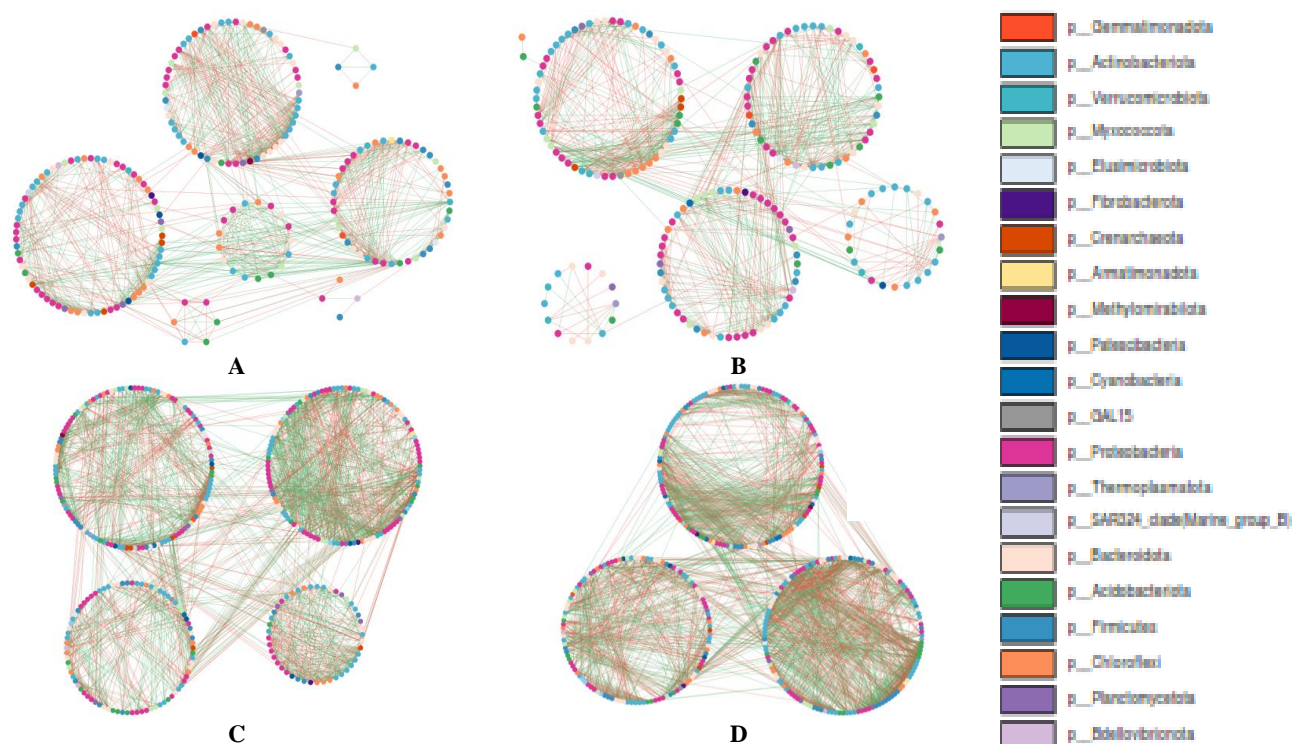 A
B
C
D
p__Gemmatimonadota
p__Actinobacteriota
p__Verrucomicrobiota
p__Myxococcota
p__Elusimicrobiota
p__Fibrobacterota
p__Crenarchaeota
p__Armatimonadota
p__Methylomirabilota
p__Patescibacteria
p__Cyanobacteria
p__GAL15
p__Proteobacteria
p__Thermoplasmatota
p__SAR324_clade(Marine_group_B)
p__Bacteroidota
p__Acidobacteriota
p__Firmicutes
p__Chloroflexi
p__Planctomycetota
p__Bdellovibrionota